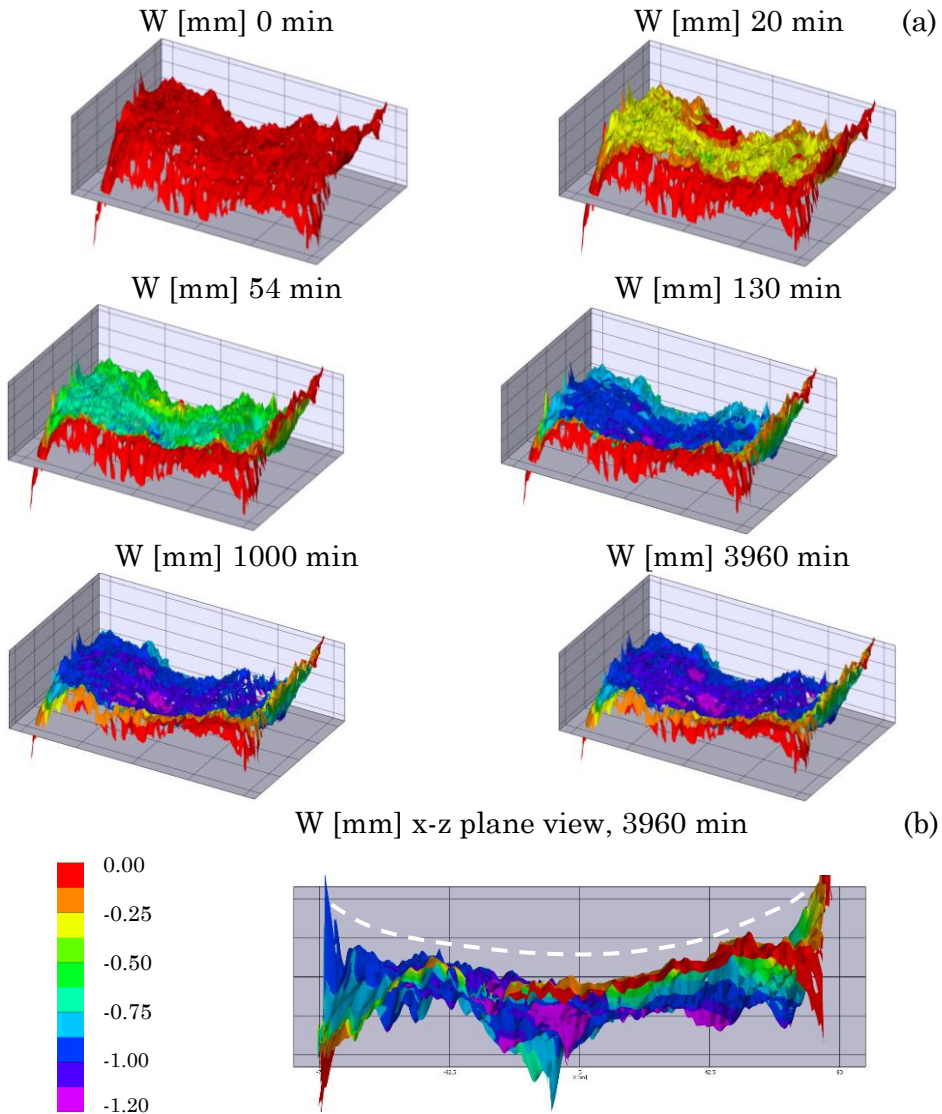 W [mm] 0 min
W [mm] 20 min
(a)
W [mm] 54 min
W [mm] 130 min
W [mm] 1000 min
W [mm] 3960 min
W [mm] x-z plane view, 3960 min
(b)
0.00
-0.25
-0.50
-0.75
-1.00
-1.20
0